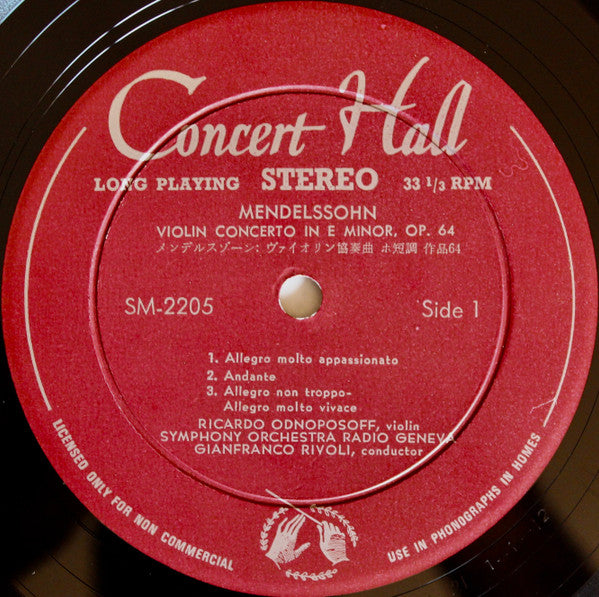 Concert Hall
LONG PLAYING STEREO 33 1/3 RPM
MENDELSSOHN
VIOLIN CONCERTO IN E MINOR, OP. 64
メンデルスゾーン: ヴァイオリン協奏曲 ホ短調 作品64
SM-2205 Side 1
1. Allegro molto appassionato
2. Andante
3. Allegro non troppo-
Allegro molto vivace
RICARDO ODNOPOSOFF, violin
SYMPHONY ORCHESTRA RADIO GENEVA
GIANFRANCO RIVOLI, conductor
LICENSED ONLY FOR NON COMMERCIAL
USE IN PHONOGRAPHS IN HOMES